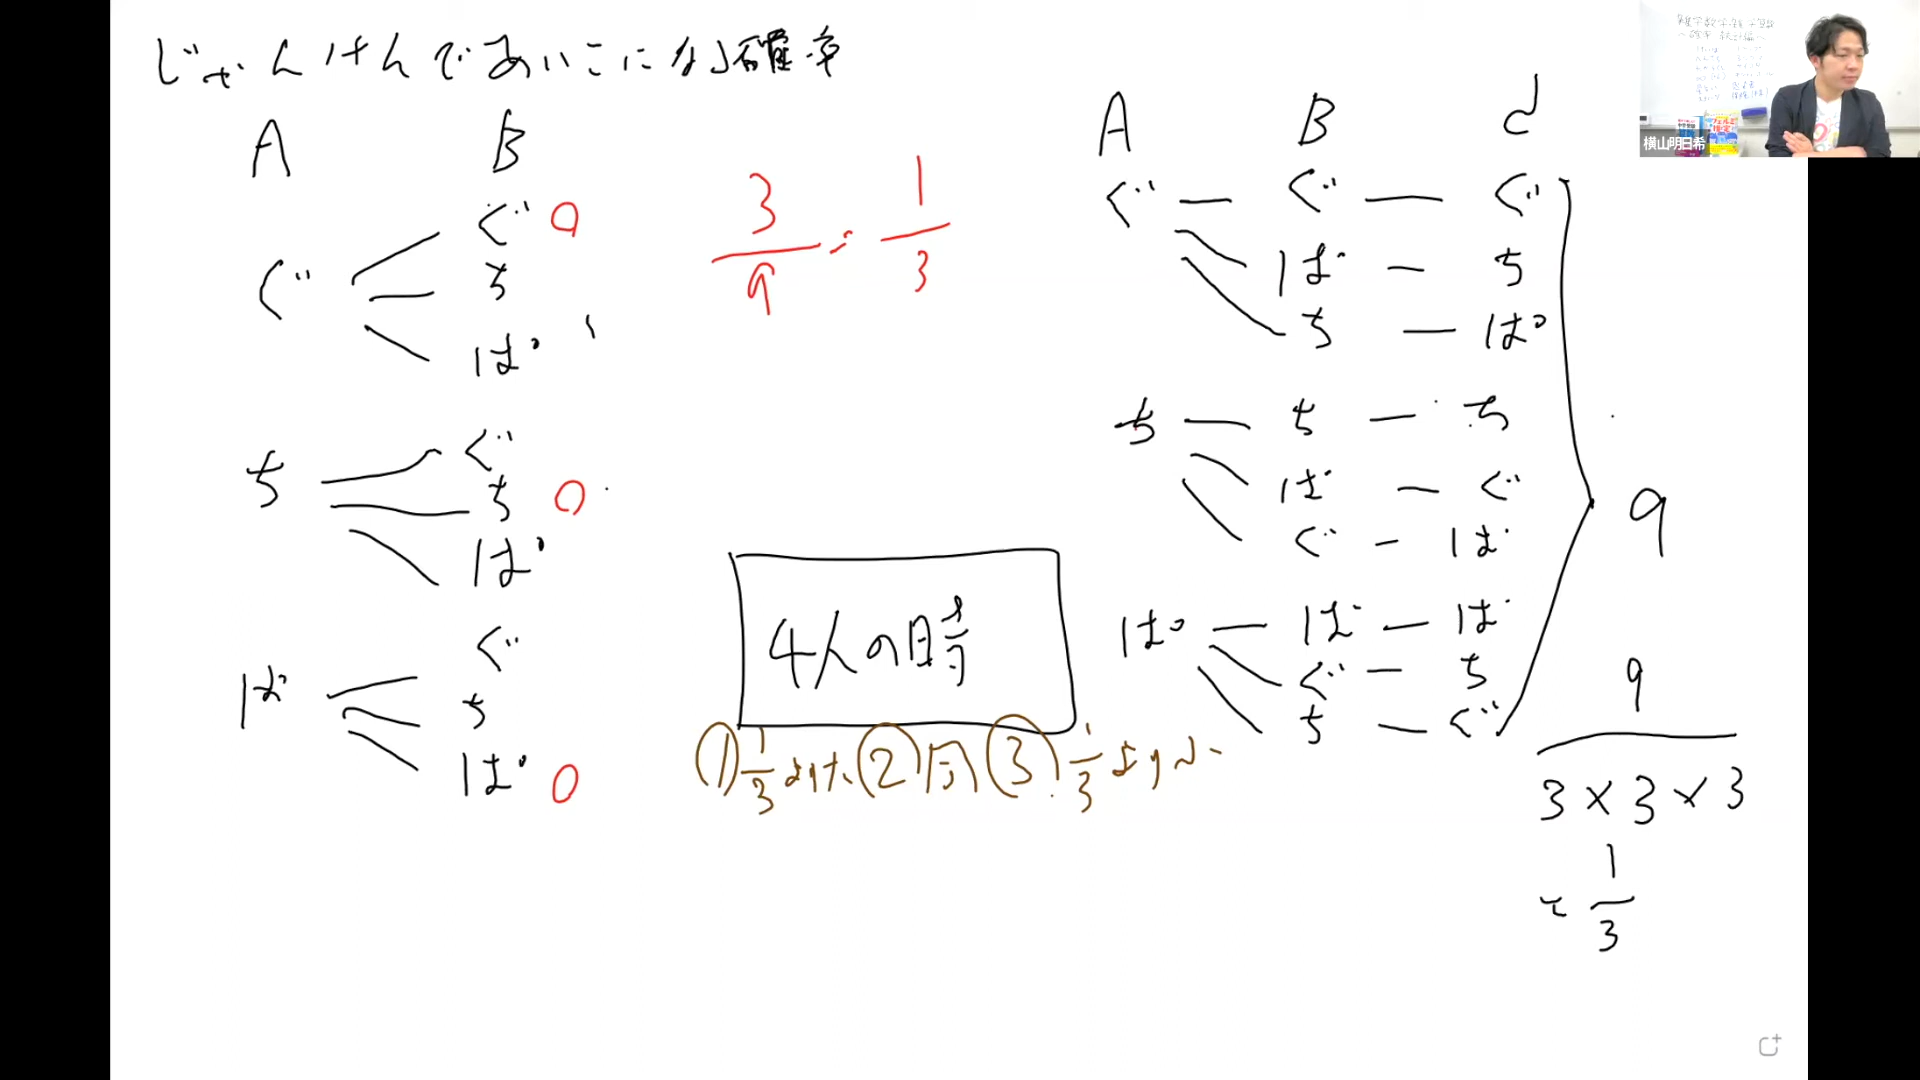 じゃんけんであいこになる確率
A B
ぐ ぐ 0
ち
ぱ
ち ぐ
ち 0
ぱ
ぱ ぐ
ち
ぱ 0
3/9 = 1/3
4人の時
① 1/3より大 ② 同 ③ 1/3より小
A B C
ぐ ー ぐ ー ぐ
ぱ ー ち
ち ー ぱ
ち ー ち ー ち
ぱ ー ぐ
ぐ ー ぱ
ぱ ー ぱ ー ぱ
ぐ ー ち
ち ー ぐ
9
9
3×3×3
= 1/3
横山明日希